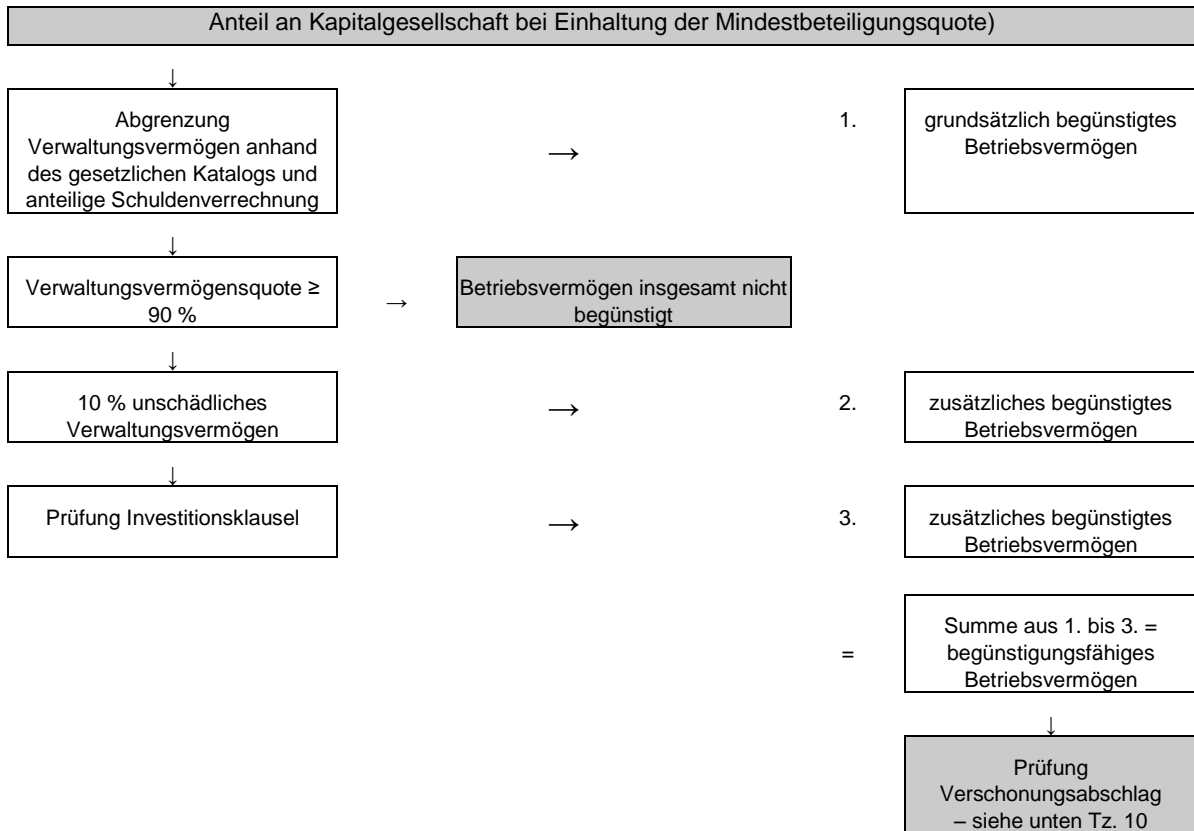 Anteil an Kapitalgesellschaft bei Einhaltung der Mindestbeteiligungsquote)
↓
Abgrenzung
Verwaltungsvermögen anhand
des gesetzlichen Katalogs und
anteilige Schuldenverrechnung
→
1.
grundsätzlich begünstigtes
Betriebsvermögen
↓
Verwaltungsvermögensquote ≥
90 %
→
Betriebsvermögen insgesamt nicht
begünstigt
↓
10 % unschädliches
Verwaltungsvermögen
→
2.
zusätzliches begünstigtes
Betriebsvermögen
↓
Prüfung Investitionsklausel
→
3.
zusätzliches begünstigtes
Betriebsvermögen
=
Summe aus 1. bis 3. =
begünstigungsfähiges
Betriebsvermögen
↓
Prüfung
Verschonungsabschlag
– siehe unten Tz. 10